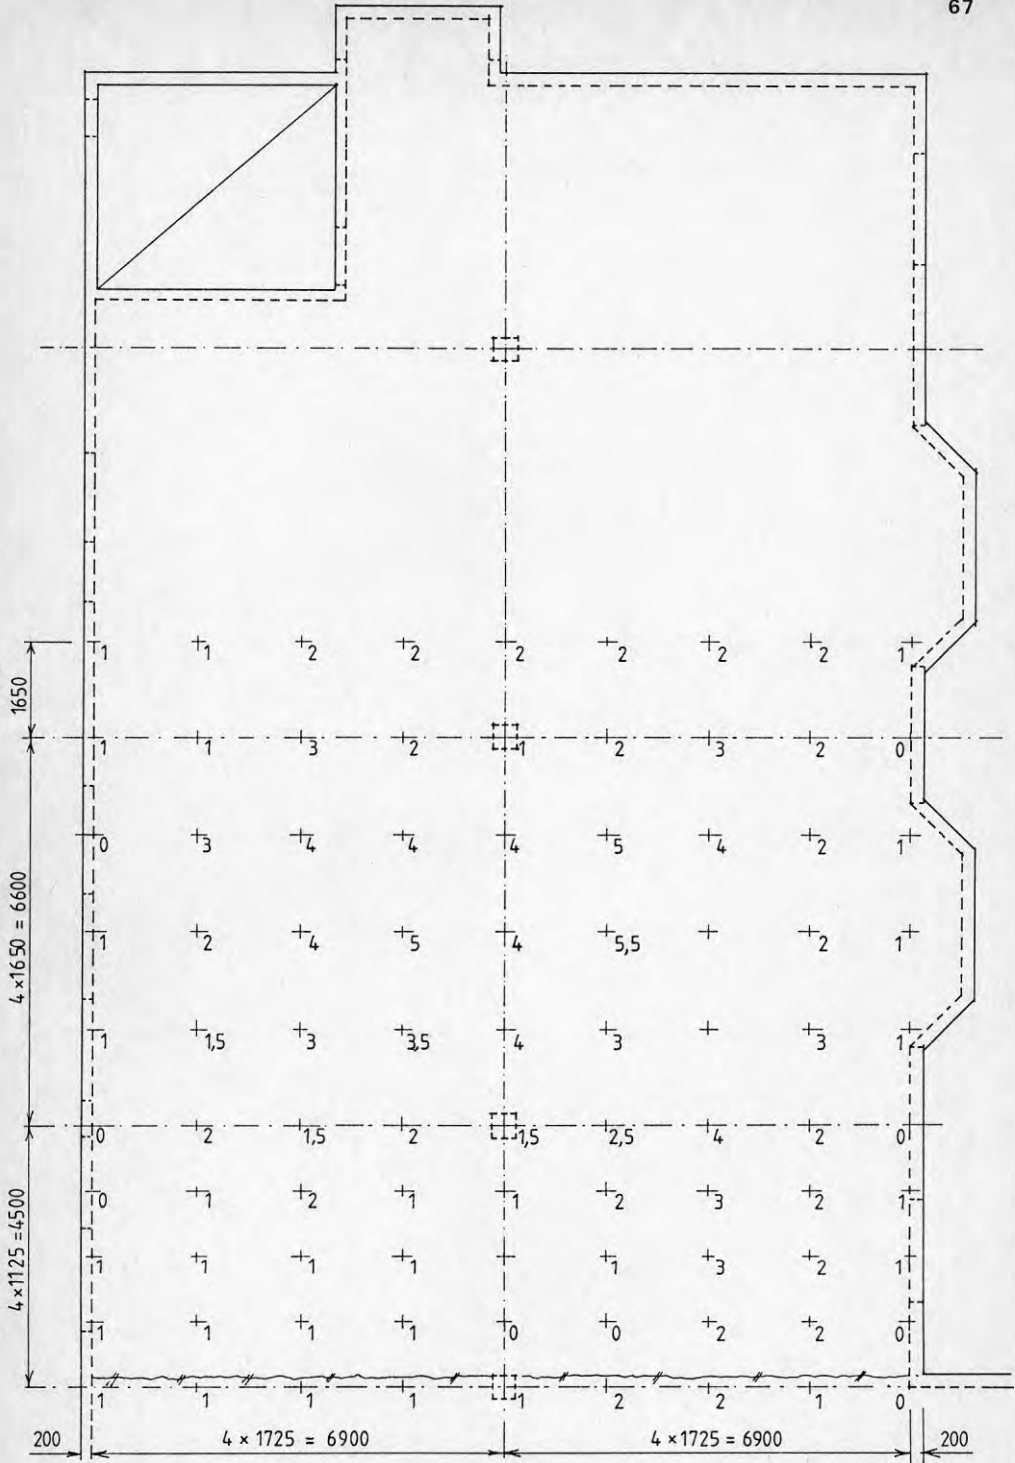 67
1 1 2 2 2 2 2 2 1
1650
1 1 3 2 1 2 3 2 0
0 3 4 4 4 5 4 2 1
4×1650 = 6600
1 2 4 5 4 5,5 2 1
1 1,5 3 3,5 4 3 3 1
0 2 1,5 2 1,5 2,5 4 2 0
0 1 2 1 1 2 3 2 1
4×1125=4500
1 1 1 1 1 3 2 1
1 1 1 1 0 0 2 2 0
1 1 1 1 1 2 2 1 0
200 4 × 1725 = 6900 4 × 1725 = 6900 200